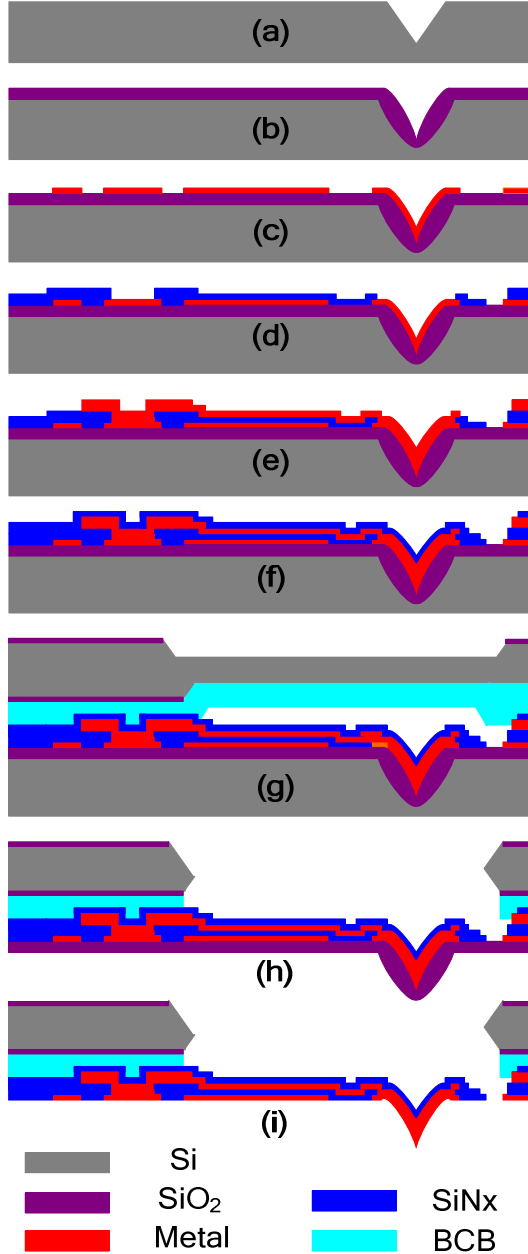 (a)
(b)
(c)
(d)
(e)
(f)
(g)
(h)
(i)
Si
SiO₂
SiNx
Metal
BCB